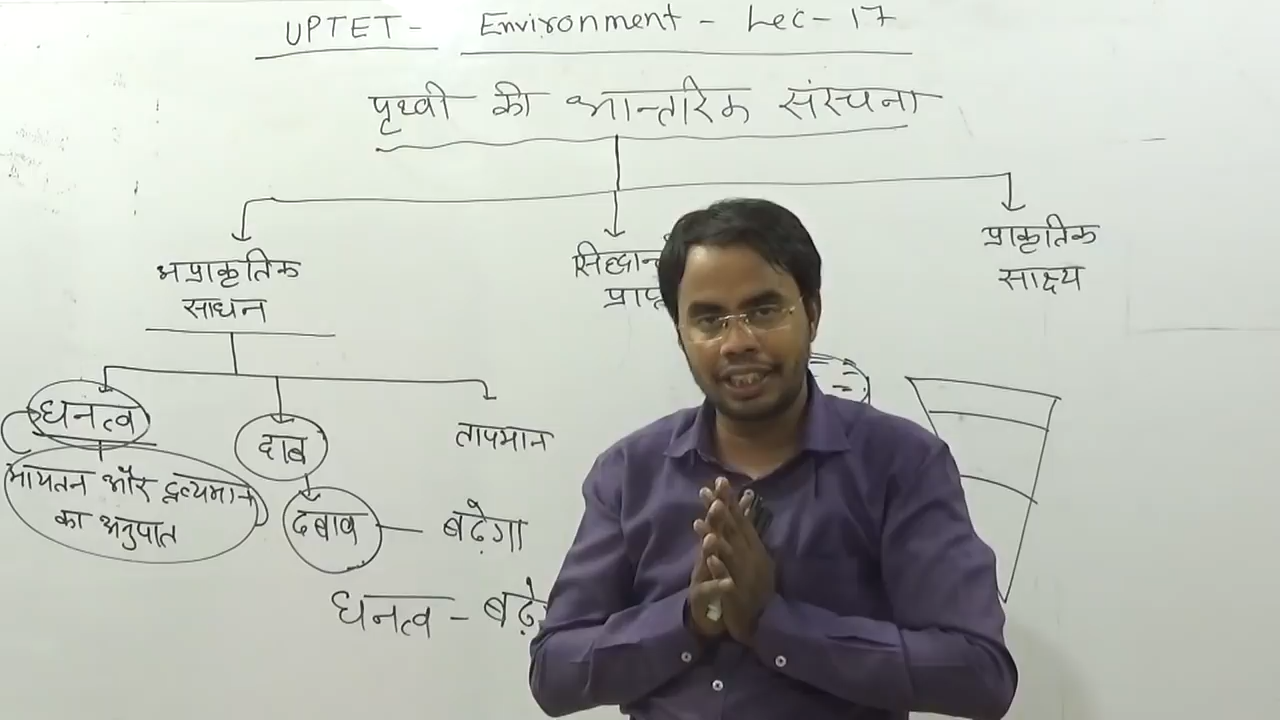 UPTET - Environment - Lec - 17
पृथ्वी की आन्तरिक संरचना
अप्राकृतिक
साधन
प्राकृतिक
साक्ष्य
घनत्व
दाब
तापमान
आयतन और द्रव्यमान
का अनुपात
दबाव - बढ़ेगा
घनत्व -